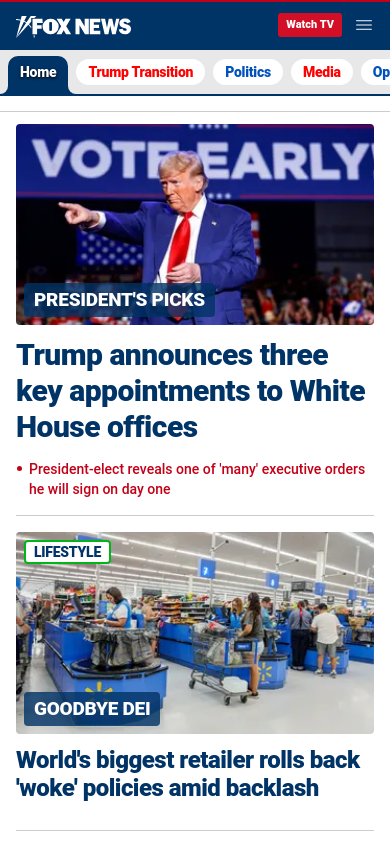 FOX NEWS
Watch TV
Home
Trump Transition
Politics
Media
Op
VOTE EARLY
PRESIDENT'S PICKS
Trump announces three
key appointments to White
House offices
• President-elect reveals one of 'many' executive orders
he will sign on day one
LIFESTYLE
7
GOODBYE DEI
World's biggest retailer rolls back
'woke' policies amid backlash